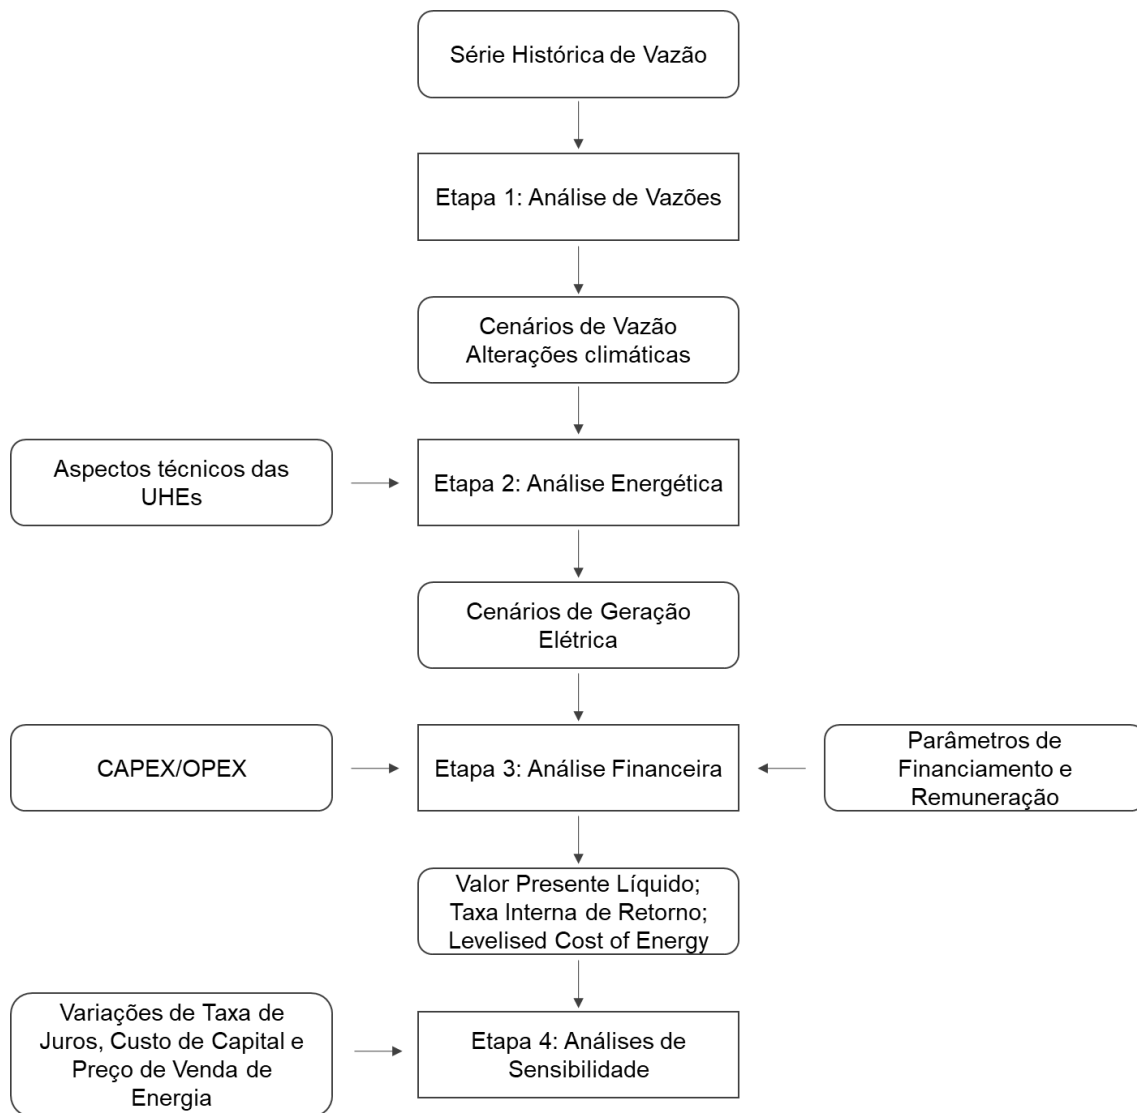 Série Histórica de Vazão
Etapa 1: Análise de Vazões
Cenários de Vazão
Alterações climáticas
Aspectos técnicos das
UHEs
Etapa 2: Análise Energética
Cenários de Geração
Elétrica
CAPEX/OPEX
Etapa 3: Análise Financeira
Parâmetros de
Financiamento e
Remuneração
Valor Presente Líquido;
Taxa Interna de Retorno;
Levelised Cost of Energy
Variações de Taxa de
Juros, Custo de Capital e
Preço de Venda de
Energia
Etapa 4: Análises de
Sensibilidade